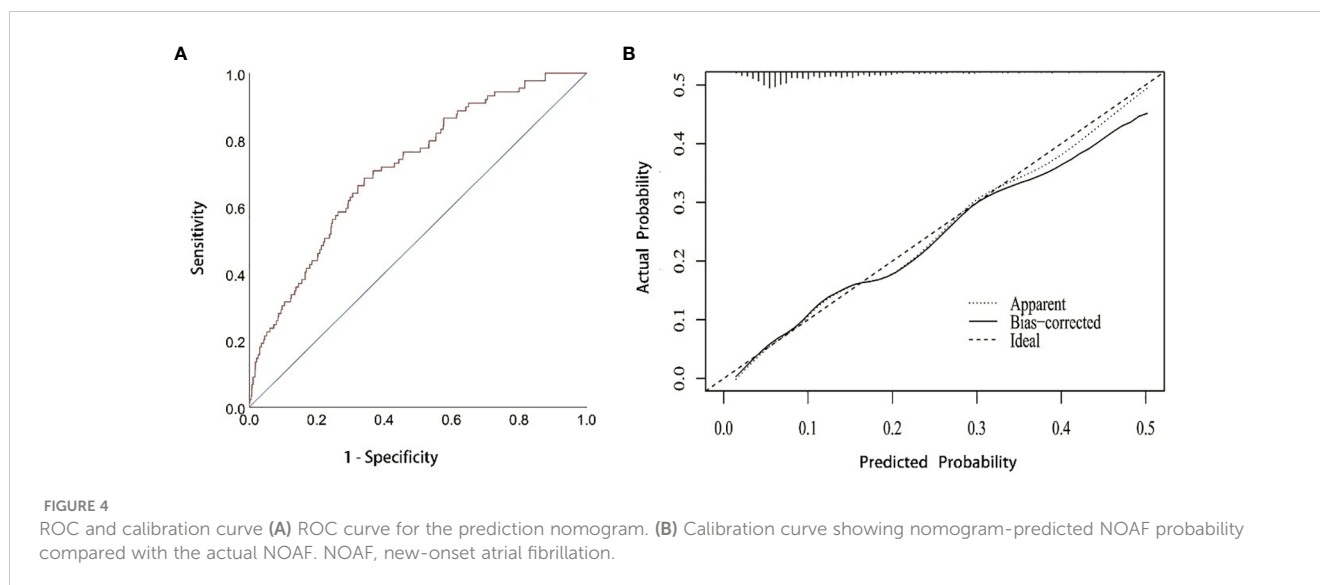 A
B
1.0
0.8
0.6
0.4
0.2
0.0
Sensitivity
0.0 0.2 0.4 0.6 0.8 1.0
1 - Specificity
0.5
0.4
0.3
0.2
0.1
0.0
Actual Probability
Apparent
Bias-corrected
Ideal
0.0 0.1 0.2 0.3 0.4 0.5
Predicted Probability
FIGURE 4
ROC and calibration curve (A) ROC curve for the prediction nomogram. (B) Calibration curve showing nomogram-predicted NOAF probability
compared with the actual NOAF. NOAF, new-onset atrial fibrillation.